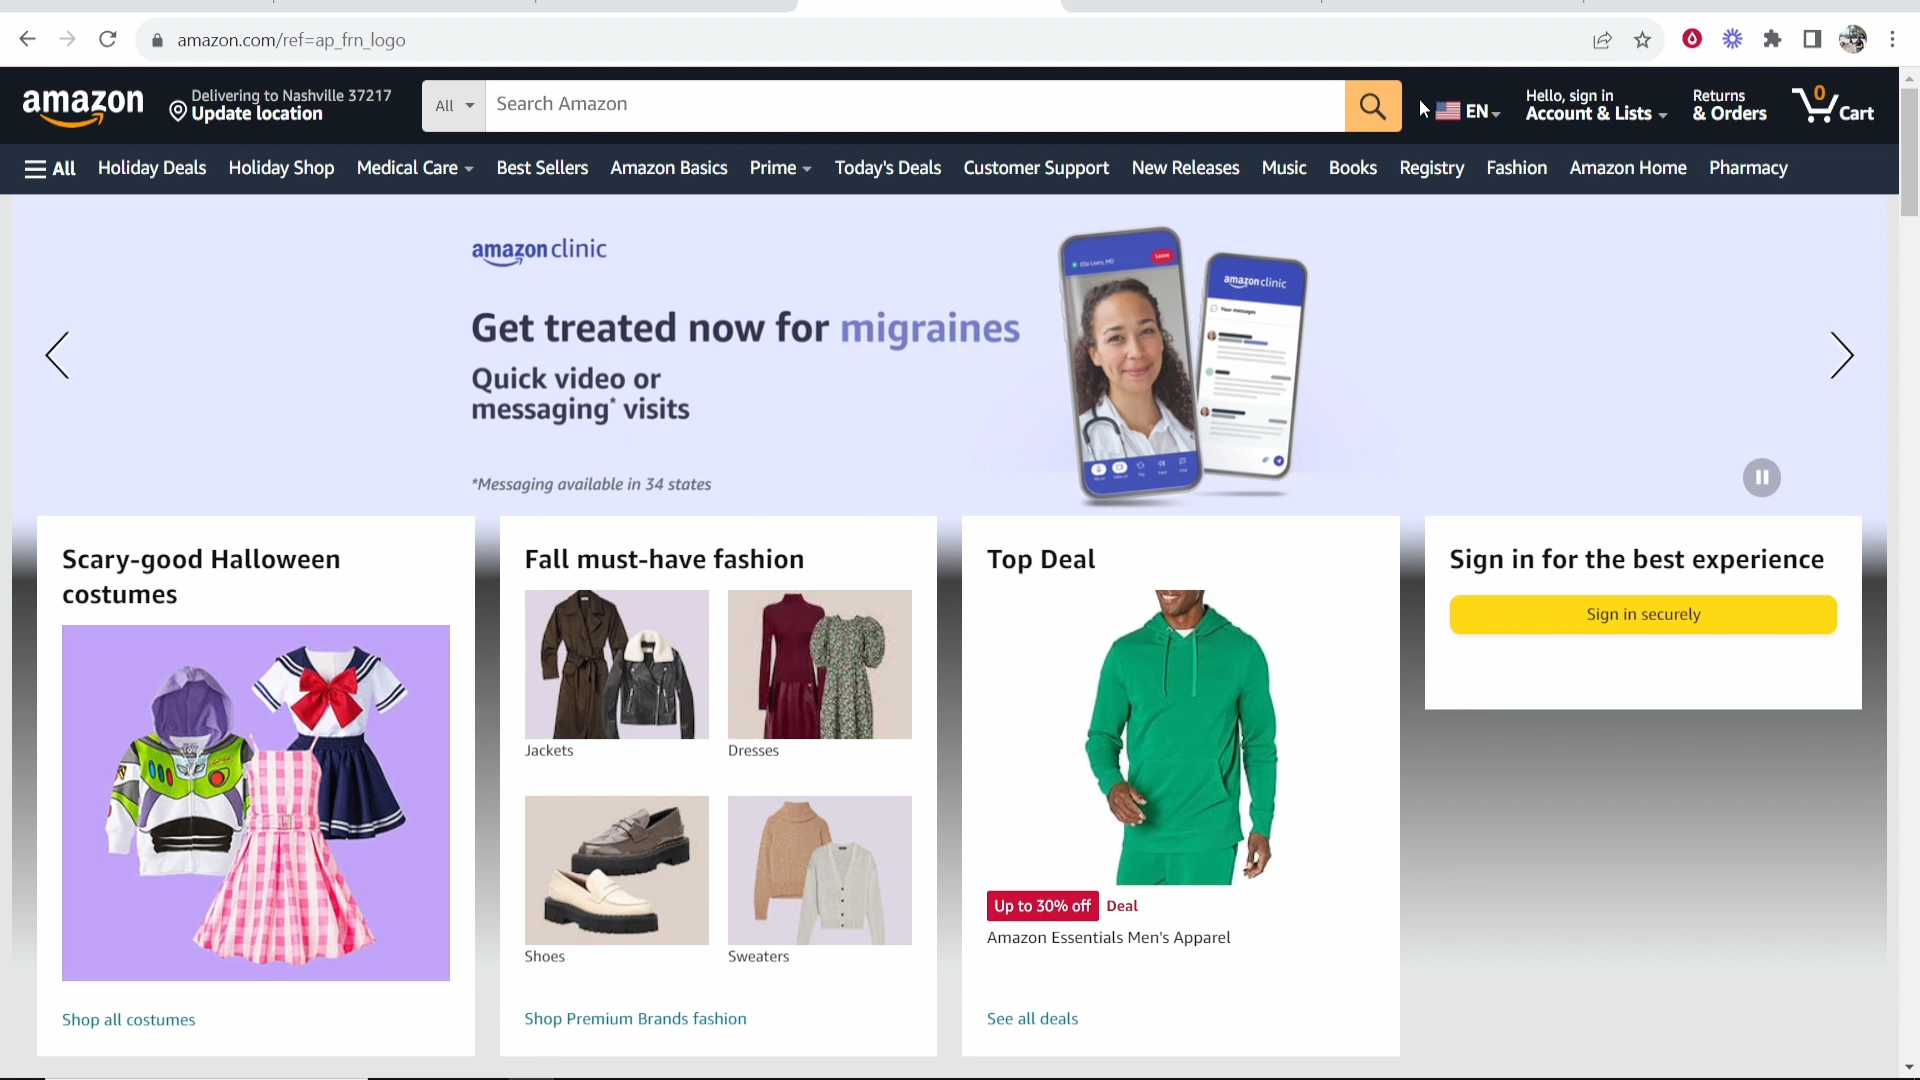 amazon.com/ref=ap_frn_logo
amazon
Delivering to Nashville 37217
Update location
All
Search Amazon
EN
Hello, sign in
Account & Lists
Returns
& Orders
0
Cart
All
Holiday Deals
Holiday Shop
Medical Care
Best Sellers
Amazon Basics
Prime
Today's Deals
Customer Support
New Releases
Music
Books
Registry
Fashion
Amazon Home
Pharmacy
amazon clinic
Get treated now for migraines
Quick video or
messaging* visits
*Messaging available in 34 states
Leave
amazon clinic
Your messages
Scary-good Halloween
costumes
Shop all costumes
Fall must-have fashion
Jackets
Dresses
Shoes
Sweaters
Shop Premium Brands fashion
Top Deal
Up to 30% off
Deal
Amazon Essentials Men's Apparel
See all deals
Sign in for the best experience
Sign in securely